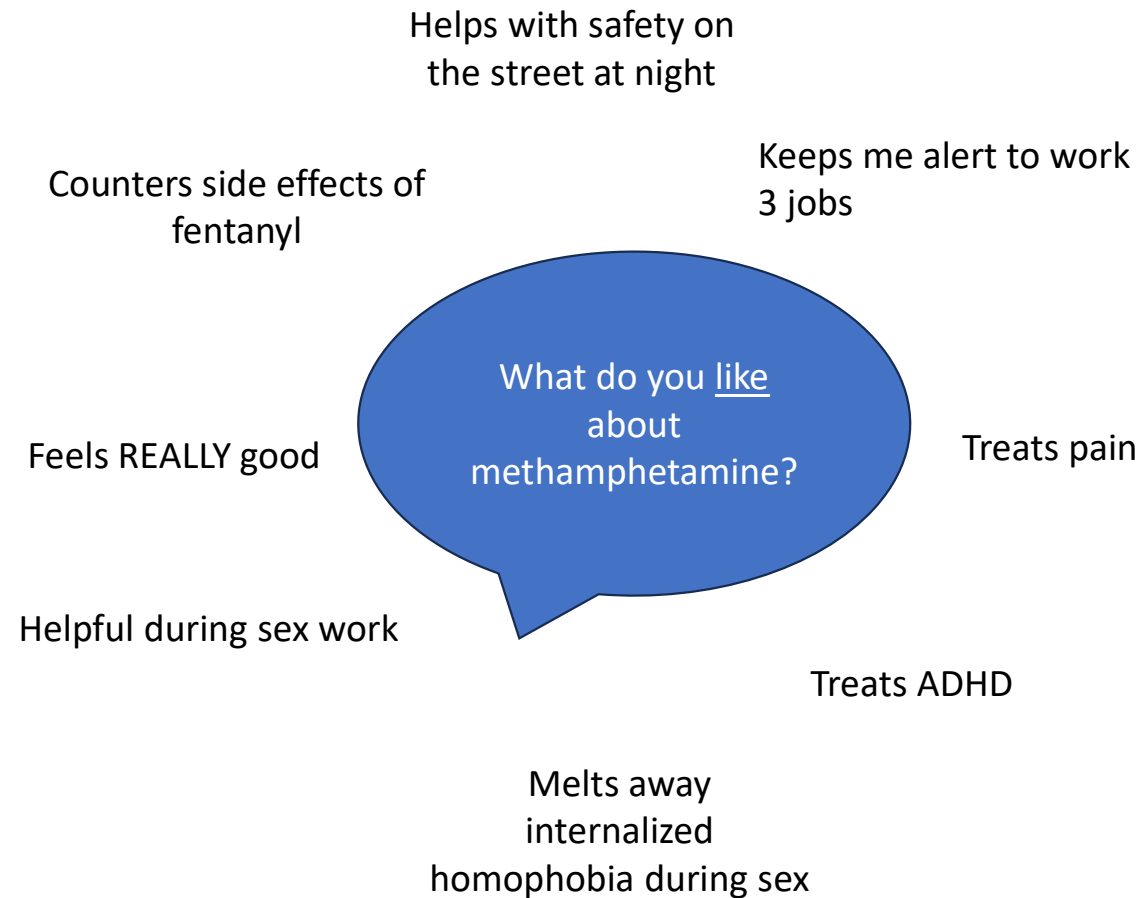 Helps with safety on
the street at night
Keeps me alert to work
3 jobs
Counters side effects of
fentanyl
What do you like
about
methamphetamine?
Feels REALLY good
Treats pain
Helpful during sex work
Treats ADHD
Melts away
internalized
homophobia during sex